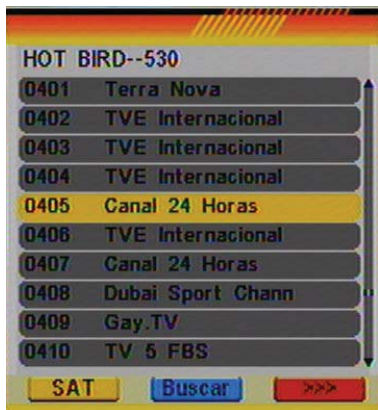 HOT BIRD--530
0401 Terra Nova
0402 TVE Internacional
0403 TVE Internacional
0404 TVE Internacional
0405 Canal 24 Horas
0406 TVE Internacional
0407 Canal 24 Horas
0408 Dubai Sport Chann
0409 Gay.TV
0410 TV 5 FBS
SAT Buscar >>>